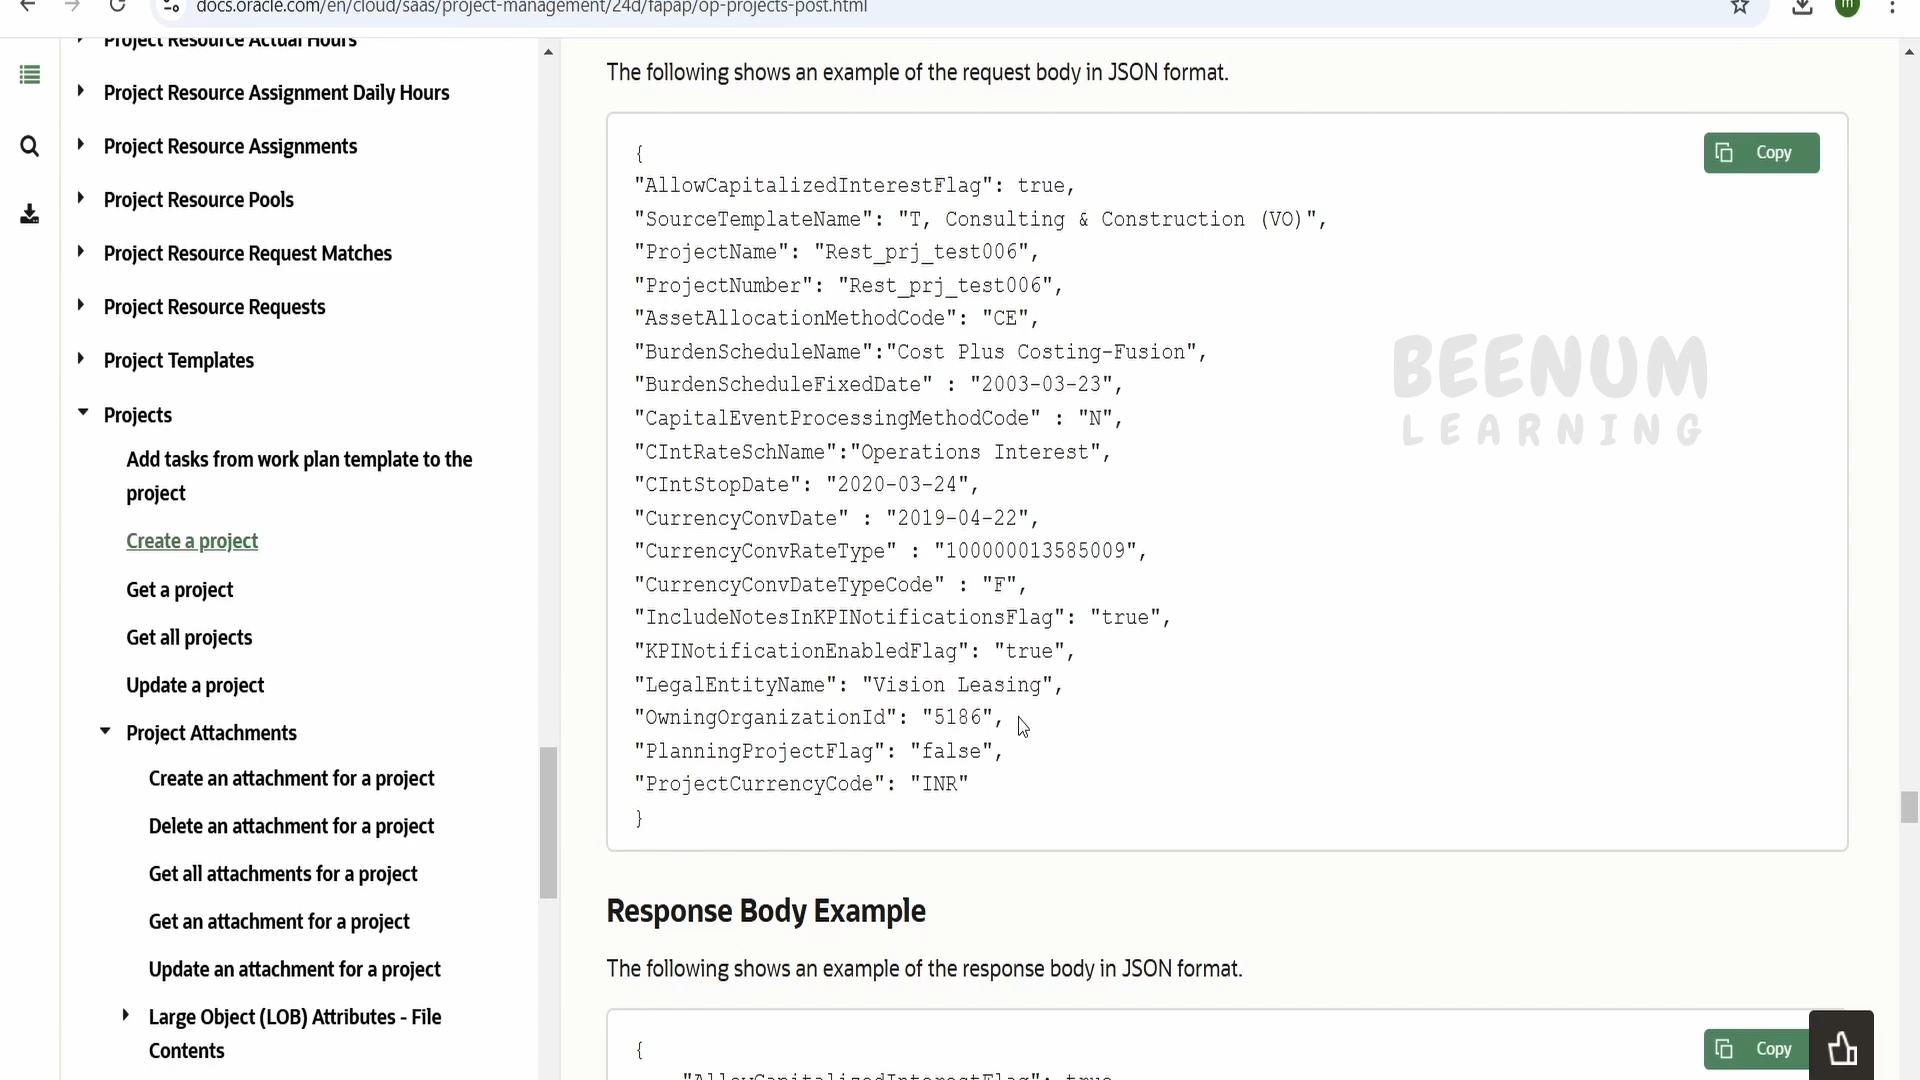 docs.oracle.com/en/cloud/saas/project-management/24d/fapap/op-projects-post.html
m
Project Resource Actual Hours
Project Resource Assignment Daily Hours
Project Resource Assignments
Project Resource Pools
Project Resource Request Matches
Project Resource Requests
Project Templates
Projects
Add tasks from work plan template to the
project
Create a project
Get a project
Get all projects
Update a project
Project Attachments
Create an attachment for a project
Delete an attachment for a project
Get all attachments for a project
Get an attachment for a project
Update an attachment for a project
Large Object (LOB) Attributes - File
Contents
The following shows an example of the request body in JSON format.
Copy
{
"AllowCapitalizedInterestFlag": true,
"SourceTemplateName": "T, Consulting & Construction (VO)",
"ProjectName": "Rest_prj_test006",
"ProjectNumber": "Rest_prj_test006",
"AssetAllocationMethodCode": "CE",
"BurdenScheduleName":"Cost Plus Costing-Fusion",
"BurdenScheduleFixedDate" : "2003-03-23",
"CapitalEventProcessingMethodCode" : "N",
"CIntRateSchName":"Operations Interest",
"CIntStopDate": "2020-03-24",
"CurrencyConvDate" : "2019-04-22",
"CurrencyConvRateType" : "100000013585009",
"CurrencyConvDateTypeCode" : "F",
"IncludeNotesInKPINotificationsFlag": "true",
"KPINotificationEnabledFlag": "true",
"LegalEntityName": "Vision Leasing",
"OwningOrganizationId": "5186",
"PlanningProjectFlag": "false",
"ProjectCurrencyCode": "INR"
}
BEENUM
LEARNING
Response Body Example
The following shows an example of the response body in JSON format.
Copy
{
"AllowCapitalizedInterestFlag": true,